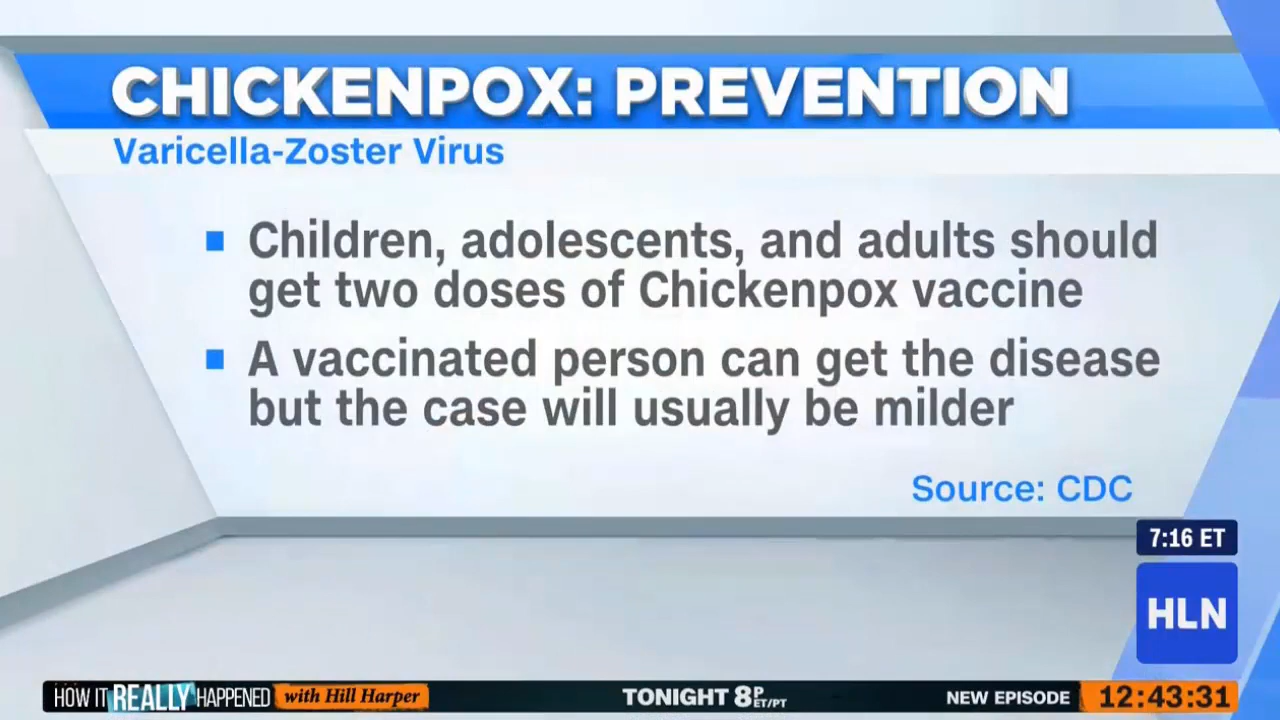 CHICKENPOX: PREVENTION
Varicella-Zoster Virus
Children, adolescents, and adults should
get two doses of Chickenpox vaccine
A vaccinated person can get the disease
but the case will usually be milder
Source: CDC
7:16 ET
HLN
HOW IT REALLY HAPPENED with Hill Harper TONIGHT 8P ET/PT NEW EPISODE 12:43:31